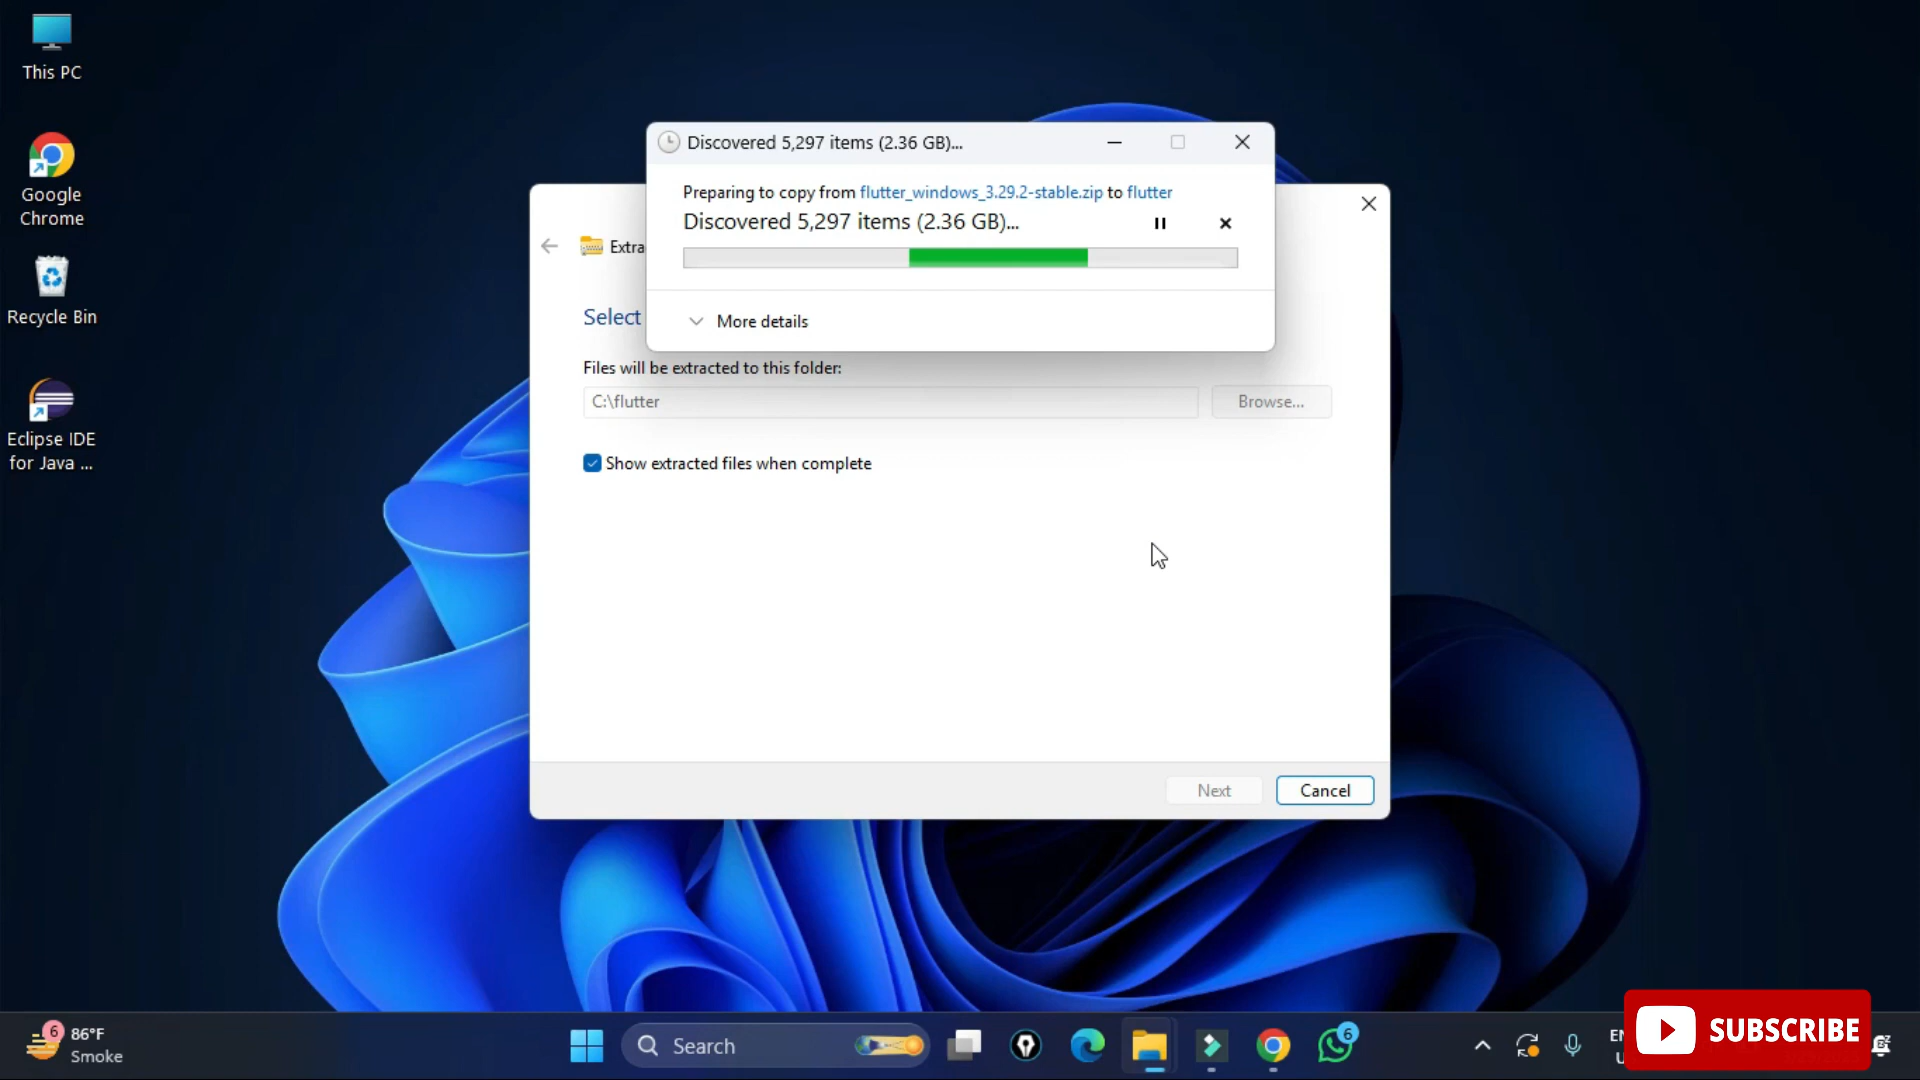 This PC
Google
Chrome
Recycle Bin
Eclipse IDE
for Java ...
Discovered 5,297 items (2.36 GB)...
Preparing to copy from flutter_windows_3.29.2-stable.zip to flutter
Discovered 5,297 items (2.36 GB)...
More details
Extra
Select
Files will be extracted to this folder:
C:\flutter
Browse...
Show extracted files when complete
Next
Cancel
6
86°F
Smoke
Search
6
SUBSCRIBE